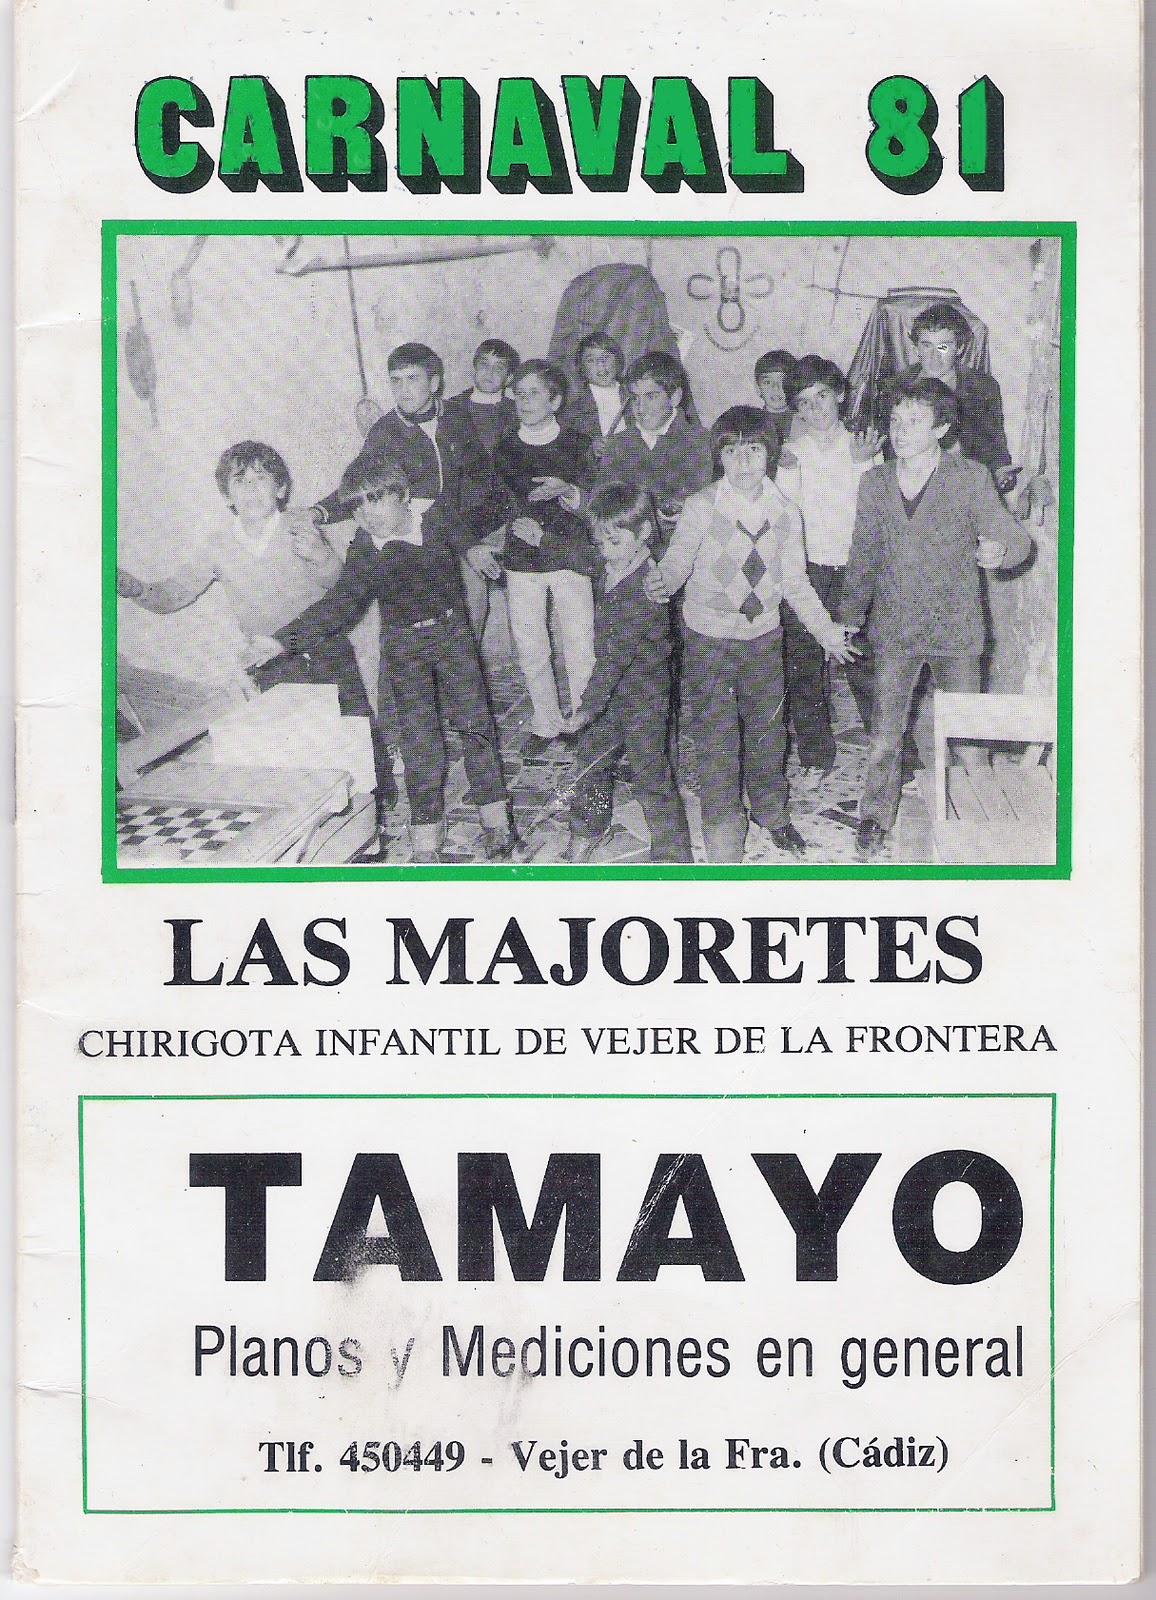 CARNAVAL 81
LAS MAJORETES
CHIRIGOTA INFANTIL DE VEJER DE LA FRONTERA
TAMAYO
Planos y Mediciones en general
Tlf. 450449 - Vejer de la Fra. (Cádiz)